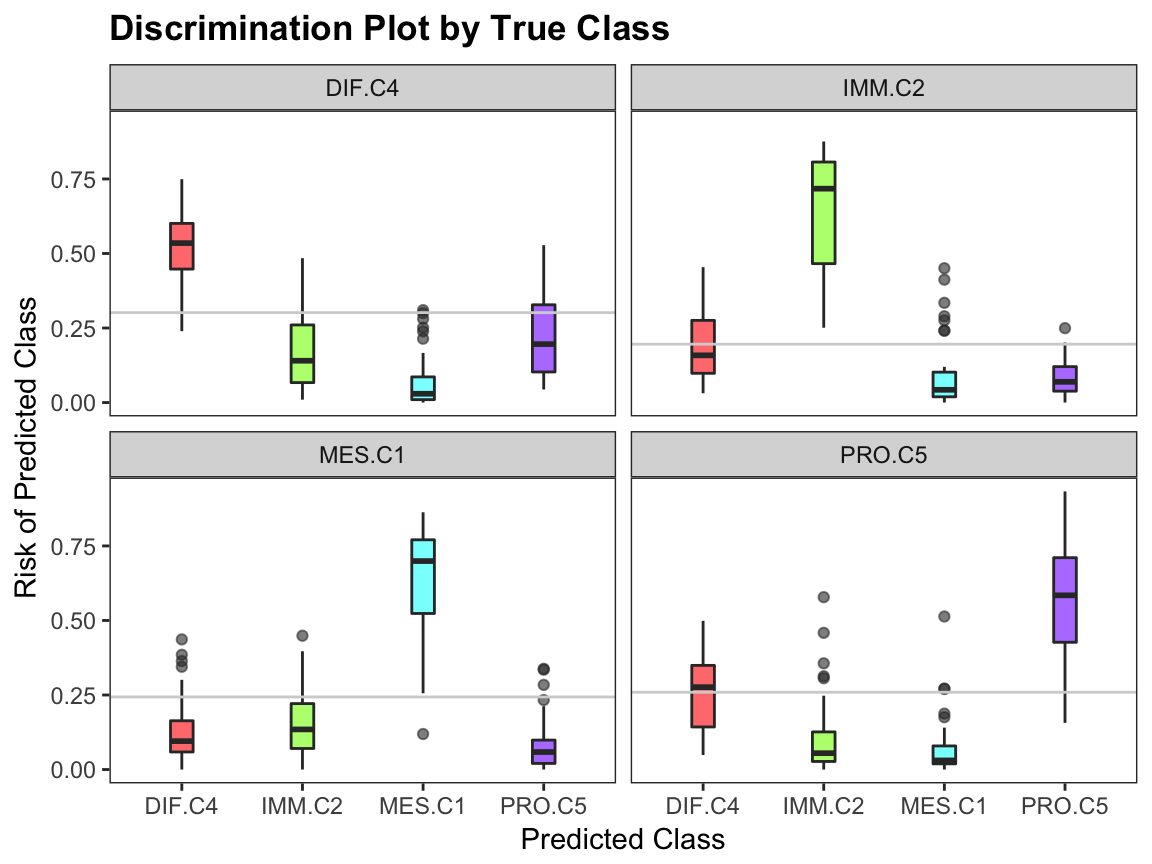 Discrimination Plot by True Class
DIF.C4
IMM.C2
0.75
0.50
0.25
0.00
MES.C1
PRO.C5
0.75
0.50
0.25
0.00
Risk of Predicted Class
DIF.C4 IMM.C2 MES.C1 PRO.C5
DIF.C4 IMM.C2 MES.C1 PRO.C5
Predicted Class